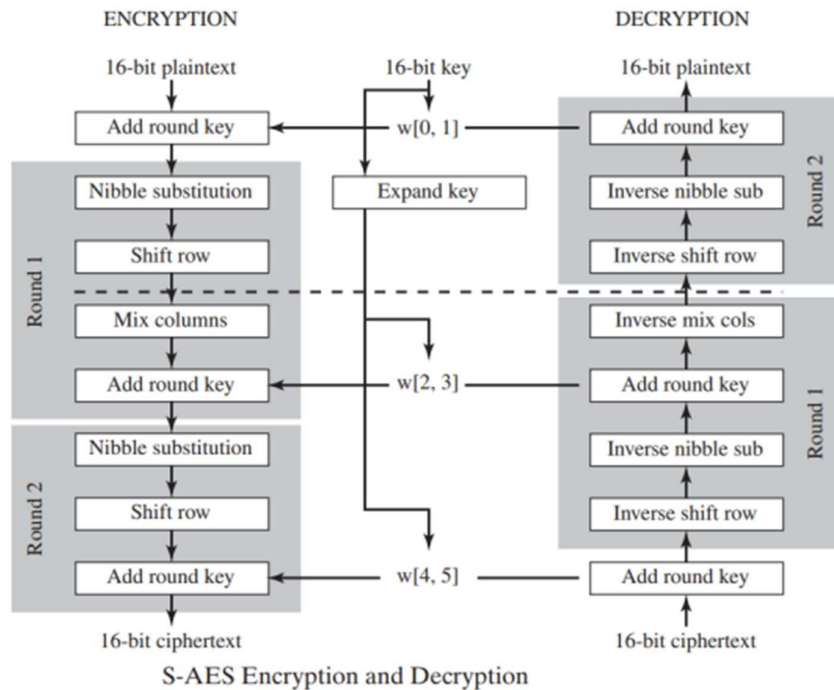 ENCRYPTION
DECRYPTION
16-bit plaintext
16-bit key
16-bit plaintext
Add round key
w[0, 1]
Add round key
Nibble substitution
Expand key
Inverse nibble sub
Round 2
Shift row
Inverse shift row
Round 1
Mix columns
Inverse mix cols
Add round key
w[2, 3]
Add round key
Round 1
Nibble substitution
Inverse nibble sub
Round 2
Shift row
Inverse shift row
Add round key
w[4, 5]
Add round key
16-bit ciphertext
16-bit ciphertext
S-AES Encryption and Decryption